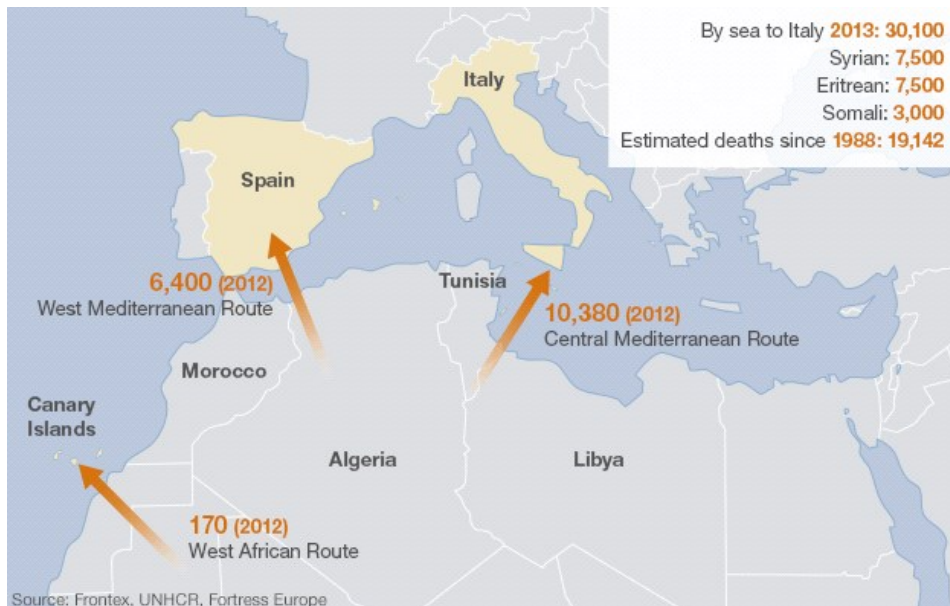 By sea to Italy 2013: 30,100
Syrian: 7,500
Eritrean: 7,500
Somali: 3,000
Estimated deaths since 1988: 19,142
Italy
Spain
6,400 (2012)
West Mediterranean Route
Tunisia
10,380 (2012)
Central Mediterranean Route
Morocco
Canary
Islands
Algeria
Libya
170 (2012)
West African Route
Source: Frontex, UNHCR, Fortress Europe